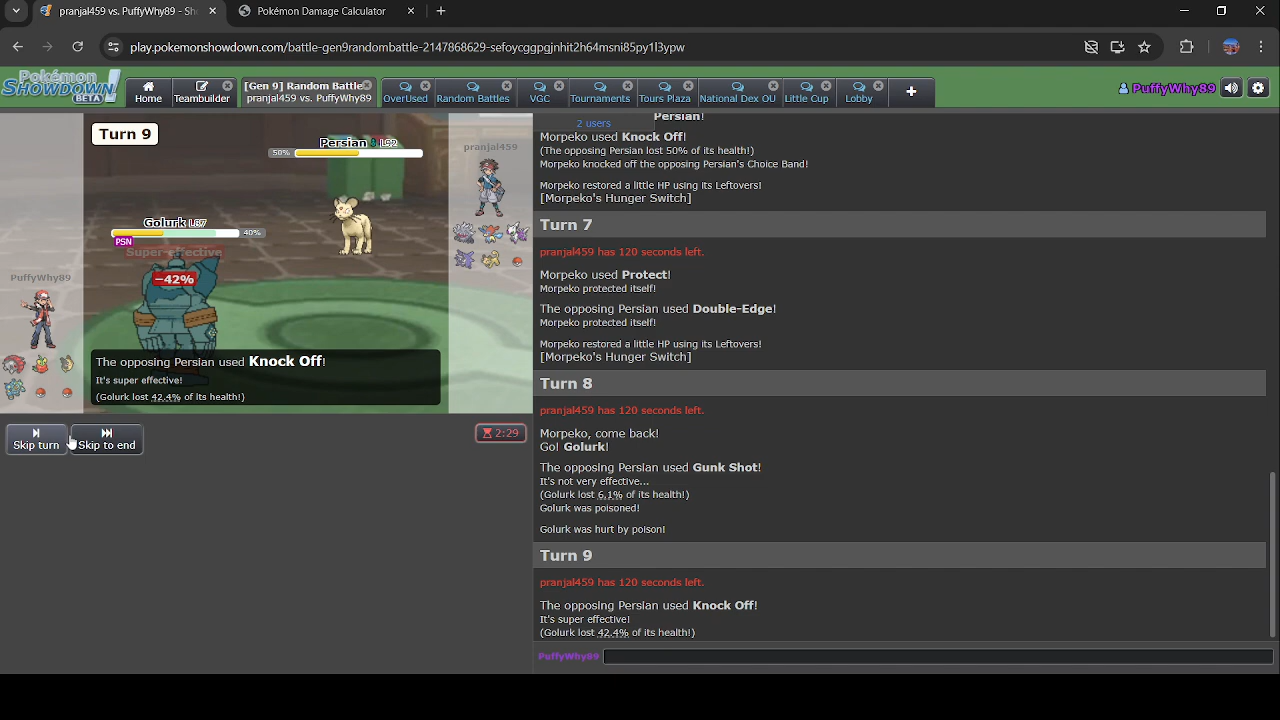 pranjal459 vs. PuffyWhy89 - Sh
Pokémon Damage Calculator
play.pokemonshowdown.com/battle-gen9randombattle-2147868629-sefoycggpgjnhit2h64msni85py1l3ypw
Pokémon
SHOWDOWN!
BETA
Home
Teambuilder
[Gen 9] Random Battle
pranjal459 vs. PuffyWhy89
OverUsed
Random Battles
VGC
Tournaments
Tours Plaza
National Dex OU
Little Cup
Lobby
PuffyWhy89
Turn 9
50%
pranjal459
40%
PSN
Super-effective
−42%
PuffyWhy89
The opposing Persian used Knock Off!
It's super effective!
(Golurk lost 42.4% of its health!)
Skip turn
Skip to end
2:29
2 users
Persian!
Morpeko used Knock Off!
(The opposing Persian lost 50% of its health!)
Morpeko knocked off the opposing Persian's Choice Band!
Morpeko restored a little HP using its Leftovers!
[Morpeko's Hunger Switch]
Turn 7
pranjal459 has 120 seconds left.
Morpeko used Protect!
Morpeko protected itself!
The opposing Persian used Double-Edge!
Morpeko protected itself!
Morpeko restored a little HP using its Leftovers!
[Morpeko's Hunger Switch]
Turn 8
pranjal459 has 120 seconds left.
Morpeko, come back!
Go! Golurk!
The opposing Persian used Gunk Shot!
It's not very effective...
(Golurk lost 6.1% of its health!)
Golurk was poisoned!
Golurk was hurt by poison!
Turn 9
pranjal459 has 120 seconds left.
The opposing Persian used Knock Off!
It's super effective!
(Golurk lost 42.4% of its health!)
PuffyWhy89